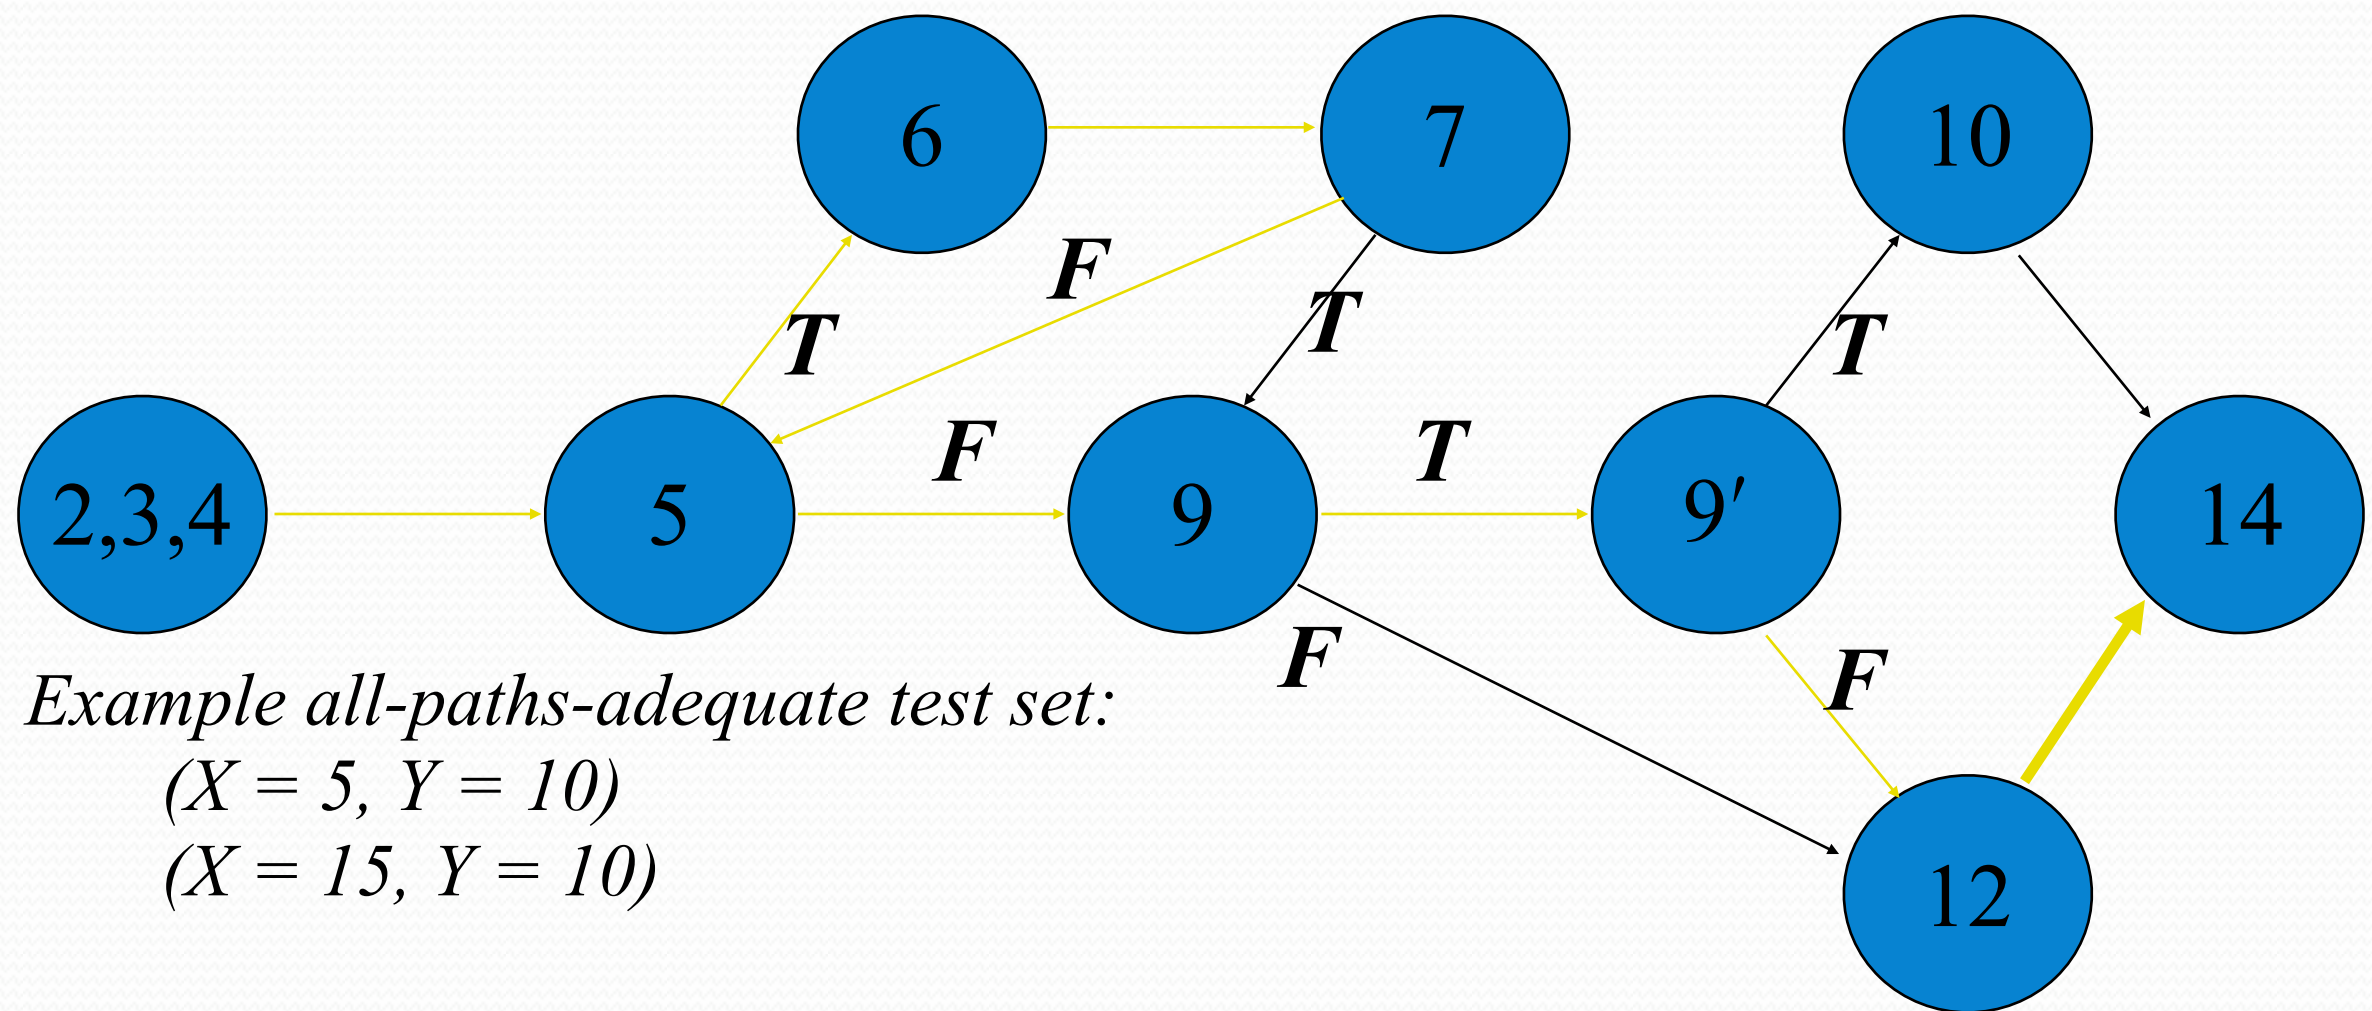 6
7
10
F
T
T
T
F
T
2,3,4
5
9
9′
14
F
F
Example all-paths-adequate test set:
(X = 5, Y = 10)
(X = 15, Y = 10)
12